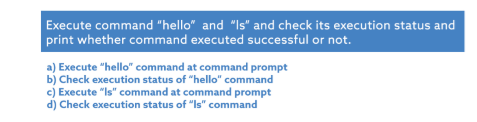 Execute command “hello”  and  “ls” and check its execution status and
print whether command executed successful or not.
a) Execute “hello” command at command prompt
b) Check execution status of “hello” command
c) Execute “ls” command at command prompt
d) Check execution status of “ls” command